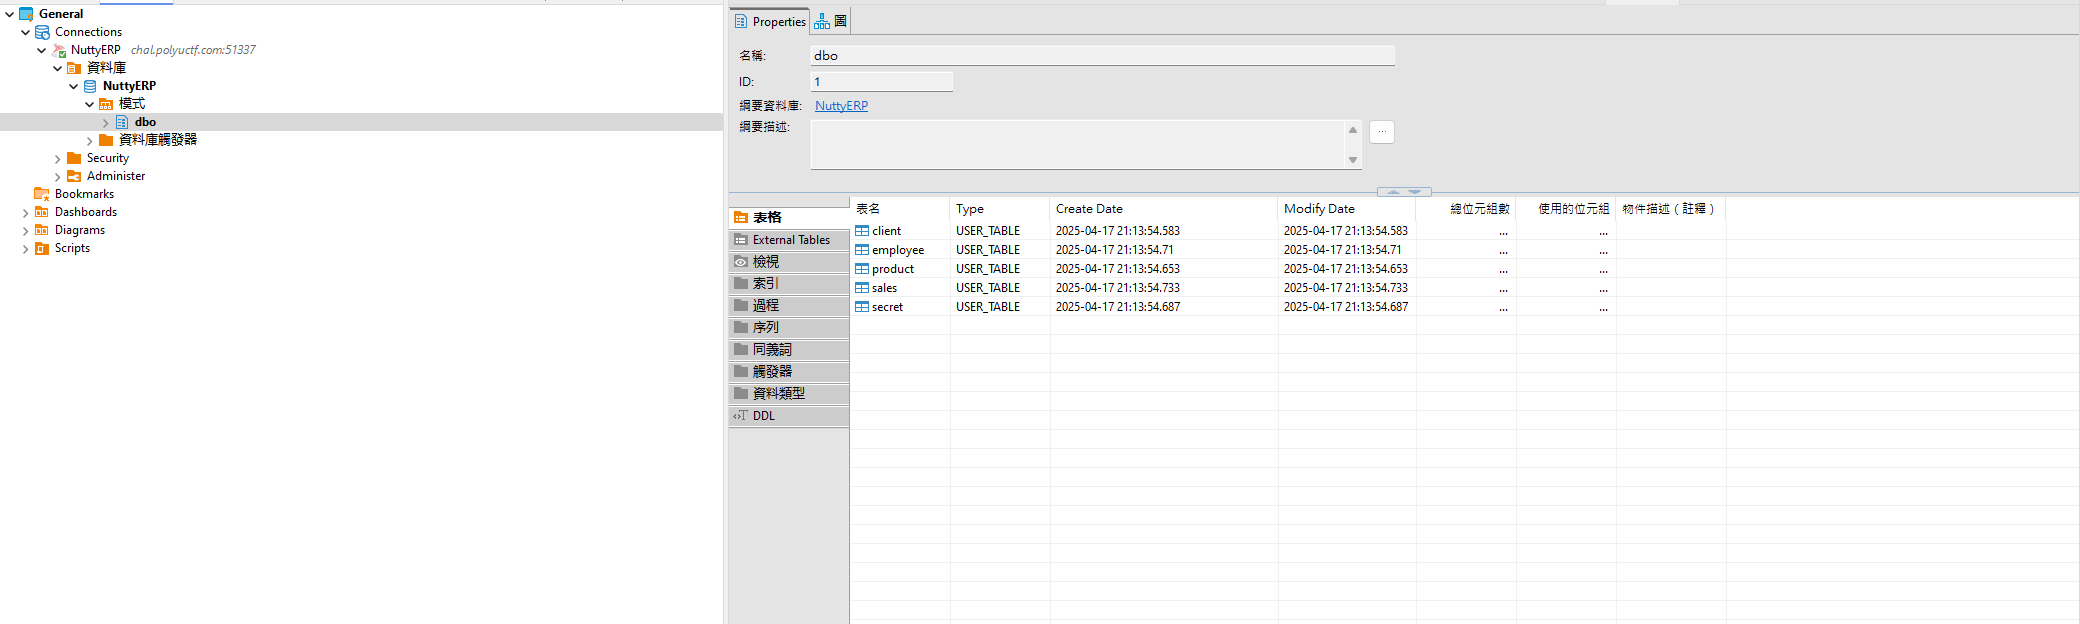 General
Connections
NuttyERP chal.polyuctf.com:51337
資料庫
NuttyERP
模式
dbo
資料庫觸發器
Security
Administer
Bookmarks
Dashboards
Diagrams
Scripts
Properties 圖
名稱: dbo
ID: 1
綱要資料庫: NuttyERP
綱要描述:
...
表格
External Tables
檢視
索引
過程
序列
同義詞
觸發器
資料類型
DDL
表名 Type Create Date Modify Date 總位元組數 使用的位元組 物件描述（註釋）
client USER_TABLE 2025-04-17 21:13:54.583 2025-04-17 21:13:54.583 ... ...
employee USER_TABLE 2025-04-17 21:13:54.71 2025-04-17 21:13:54.71 ... ...
product USER_TABLE 2025-04-17 21:13:54.653 2025-04-17 21:13:54.653 ... ...
sales USER_TABLE 2025-04-17 21:13:54.733 2025-04-17 21:13:54.733 ... ...
secret USER_TABLE 2025-04-17 21:13:54.687 2025-04-17 21:13:54.687 ... ...